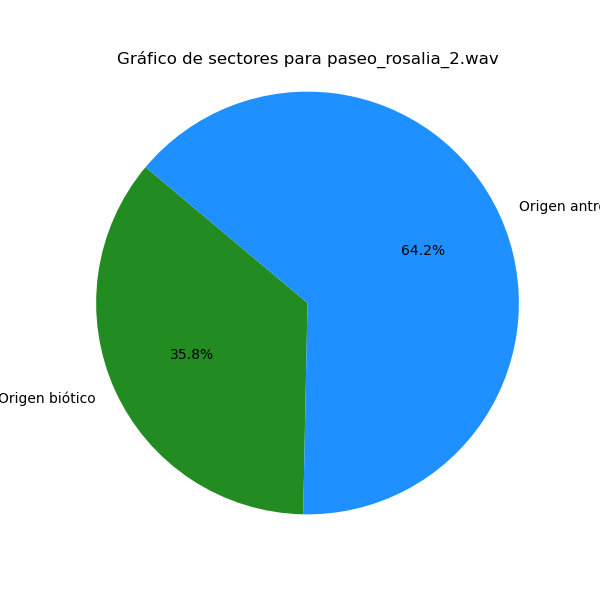 Gráfico de sectores para paseo_rosalia_2.wav
Origen antr
64.2%
35.8%
Origen biótico